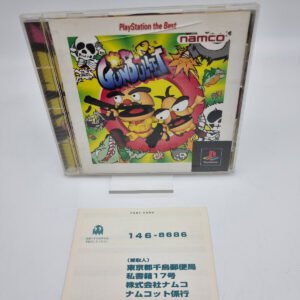 PlayStation the Best
namco
GUNBULLET
PlayStation
POST CARD
146-8686
(受取人)
東京都千鳥郵便局
私書箱17号
株式会社ナムコ
ナムコット係行